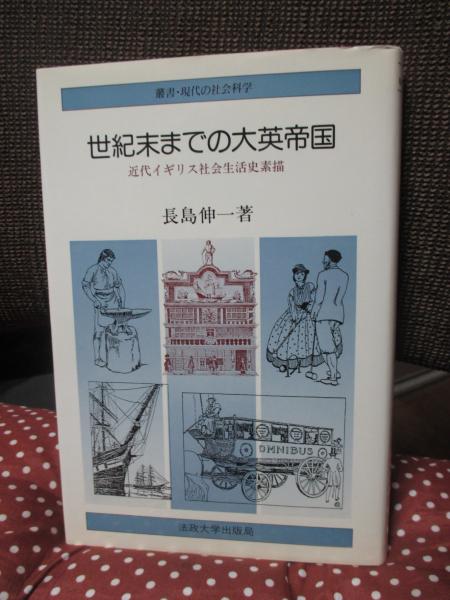 叢書・現代の社会科学
世紀末までの大英帝国
近代イギリス社会生活史素描
長島伸一著
OMNIBUS
法政大学出版局